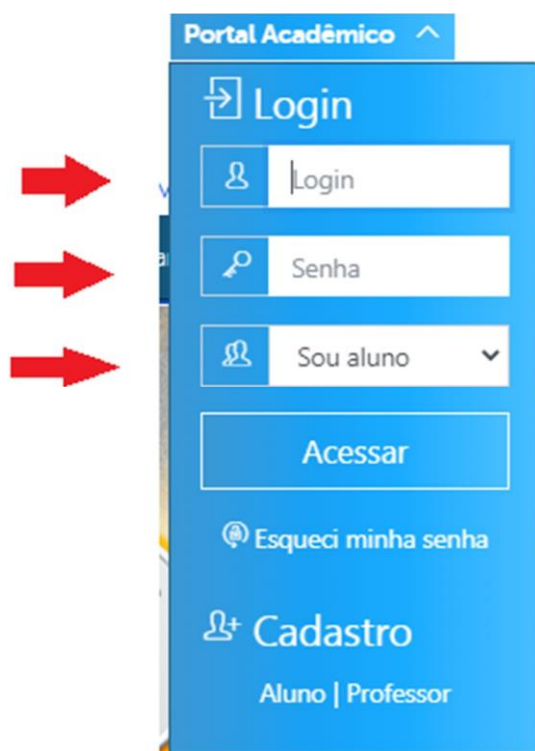 Portal Acadêmico
Login
Login
Senha
Sou aluno
Acessar
Esqueci minha senha
Cadastro
Aluno | Professor